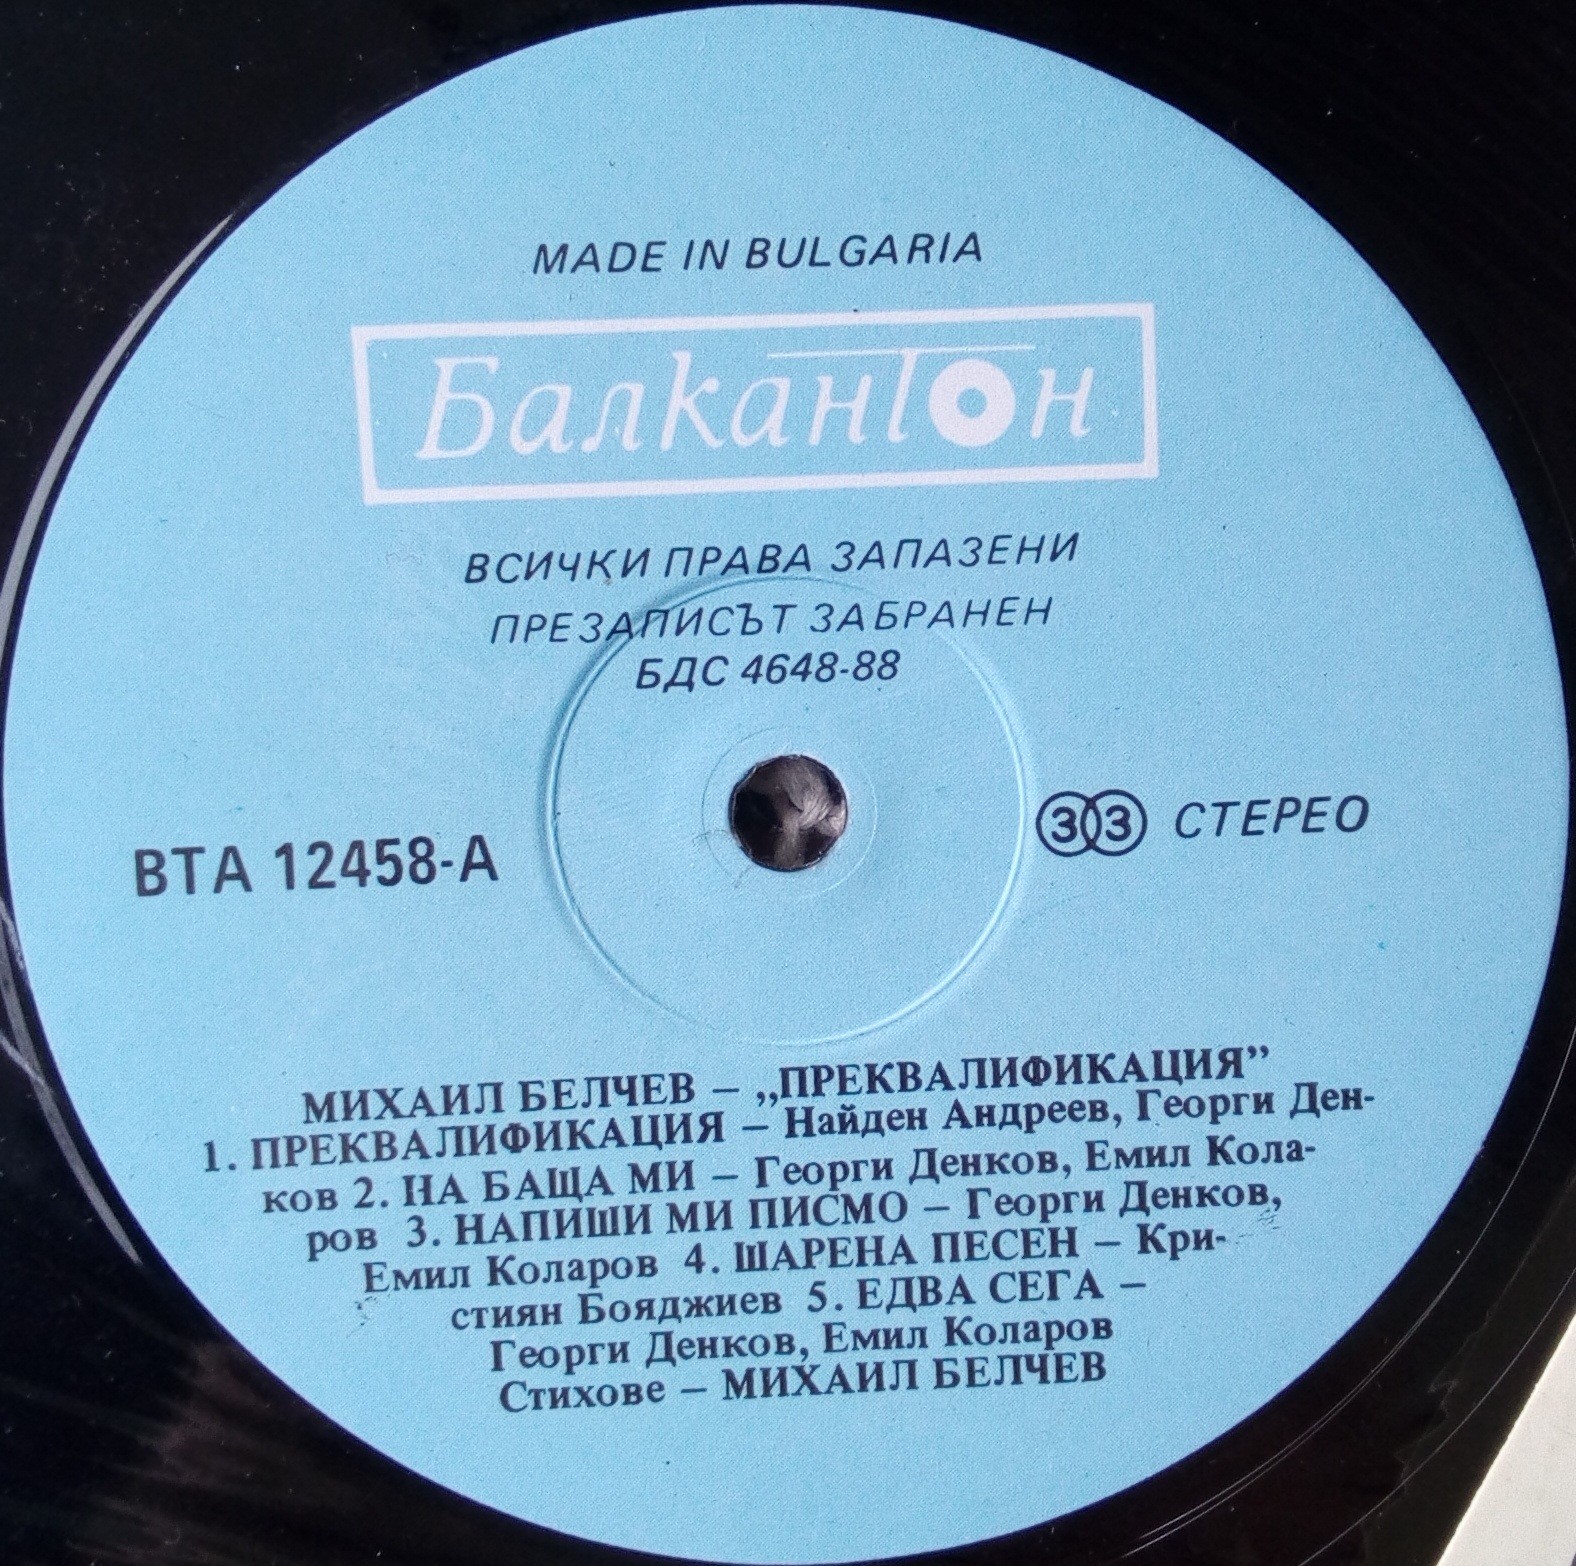 MADE IN BULGARIA
Балкантон
ВСИЧКИ ПРАВА ЗАПАЗЕНИ
ПРЕЗАПИСЪТ ЗАБРАНЕН
БДС 4648-88
ВТА 12458-А
33 СТЕРЕО
МИХАИЛ БЕЛЧЕВ – „ПРЕКВАЛИФИКАЦИЯ”
1. ПРЕКВАЛИФИКАЦИЯ – Найден Андреев, Георги Ден-
ков 2. НА БАЩА МИ – Георги Денков, Емил Кола-
ров 3. НАПИШИ МИ ПИСМО – Георги Денков,
Емил Коларов 4. ШАРЕНА ПЕСЕН – Кри-
стиян Бояджиев 5. ЕДВА СЕГА –
Георги Денков, Емил Коларов
Стихове – МИХАИЛ БЕЛЧЕВ